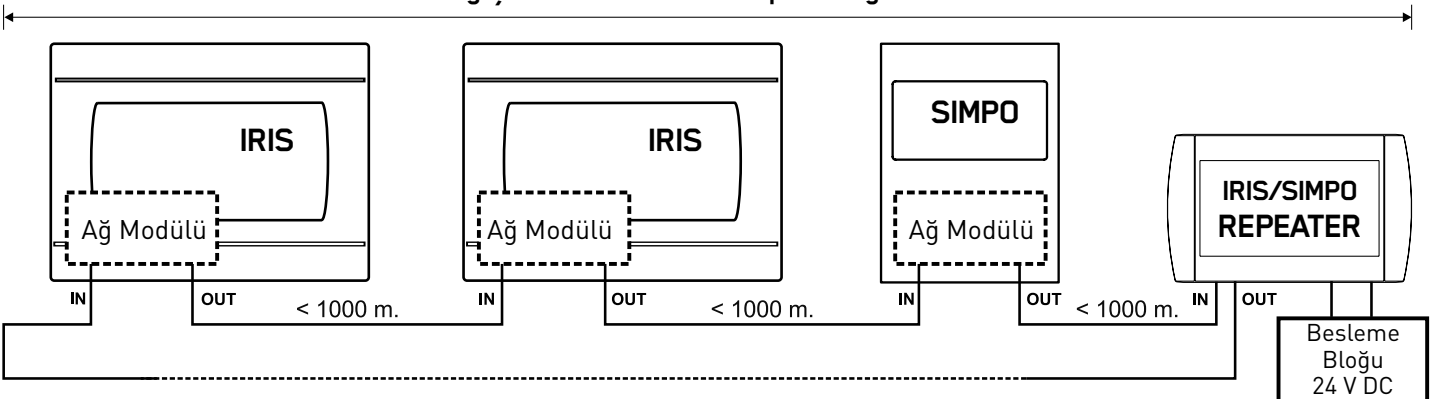 IRIS
IRIS
SIMPO
IRIS/SIMPO
REPEATER
Ağ Modülü
Ağ Modülü
Ağ Modülü
IN
OUT
< 1000 m.
IN
OUT
< 1000 m.
IN
OUT
< 1000 m.
IN
OUT
Besleme
Bloğu
24 V DC